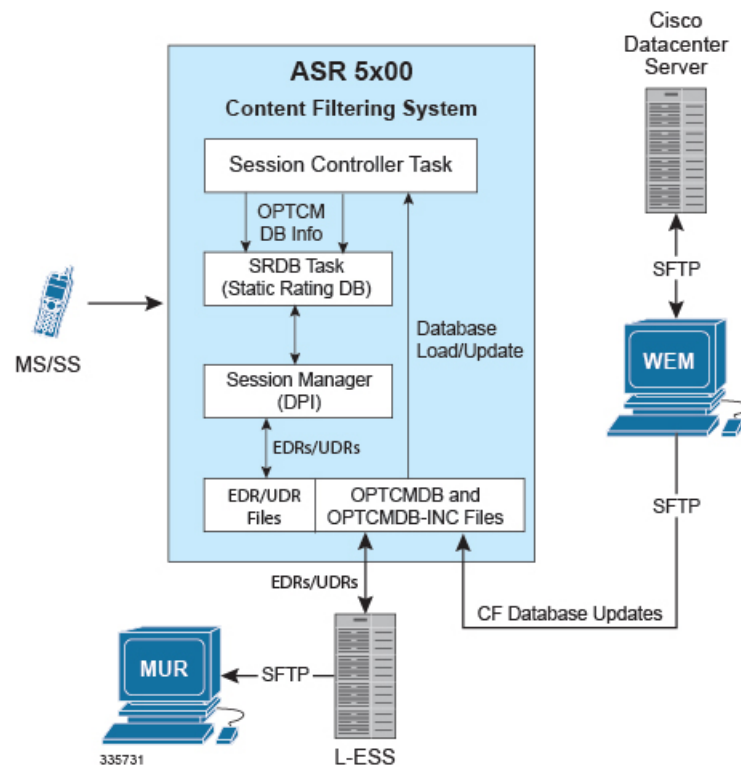 Cisco
Datacenter
Server
ASR 5x00
Content Filtering System
Session Controller Task
OPTCM
DB Info
SRDB Task
(Static Rating DB)
SFTP
MS/SS
Database
Load/Update
WEM
Session Manager
(DPI)
EDRs/UDRs
EDR/UDR
Files
OPTCMDB and
OPTCMDB-INC Files
SFTP
EDRs/UDRs
CF Database Updates
MUR
SFTP
335731
L-ESS